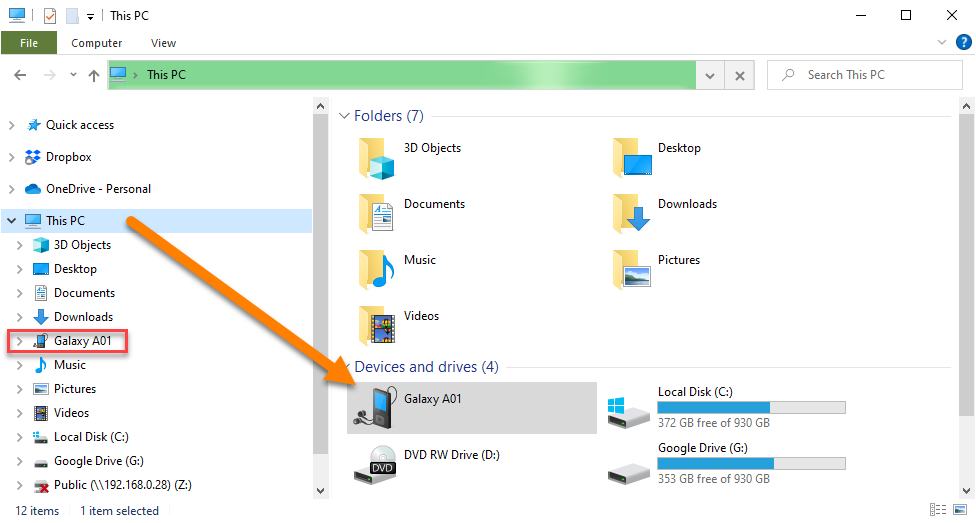 This PC
File
Computer
View
This PC
Search This PC
Quick access
Dropbox
OneDrive - Personal
This PC
3D Objects
Desktop
Documents
Downloads
Galaxy A01
Music
Pictures
Videos
Local Disk (C:)
Google Drive (G:)
Public (\\192.168.0.28) (Z:)
Folders (7)
3D Objects
Desktop
Documents
Downloads
Music
Pictures
Videos
Devices and drives (4)
Galaxy A01
Local Disk (C:)
372 GB free of 930 GB
DVD RW Drive (D:)
DVD
Google Drive (G:)
353 GB free of 930 GB
12 items
1 item selected